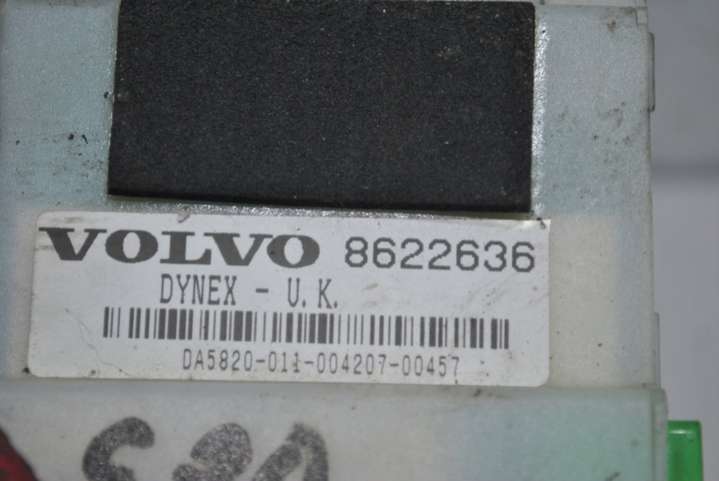 VOLVO 8622636
DYNEX - U.K.
DA5820-011-004207-00457